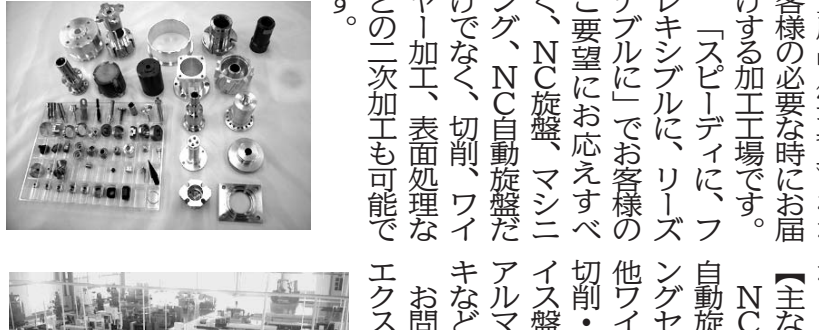 客様の必要な時にお届
けする加工工場です。
「スピーディに、フ
レキシブルに、リーズ
ナブルに」でお客様の
ご要望にお応えすべ
く、ＮＣ旋盤、マシニ
ング、ＮＣ自動旋盤だ
けでなく、切削、ワイ
ヤー加工、表面処理な
どの二次加工も可能で
す。
【主な
ＮＣ
自動旋
ングセ
他ワイ
切削・
イス盤
アルマ
キなど
お問
エクス